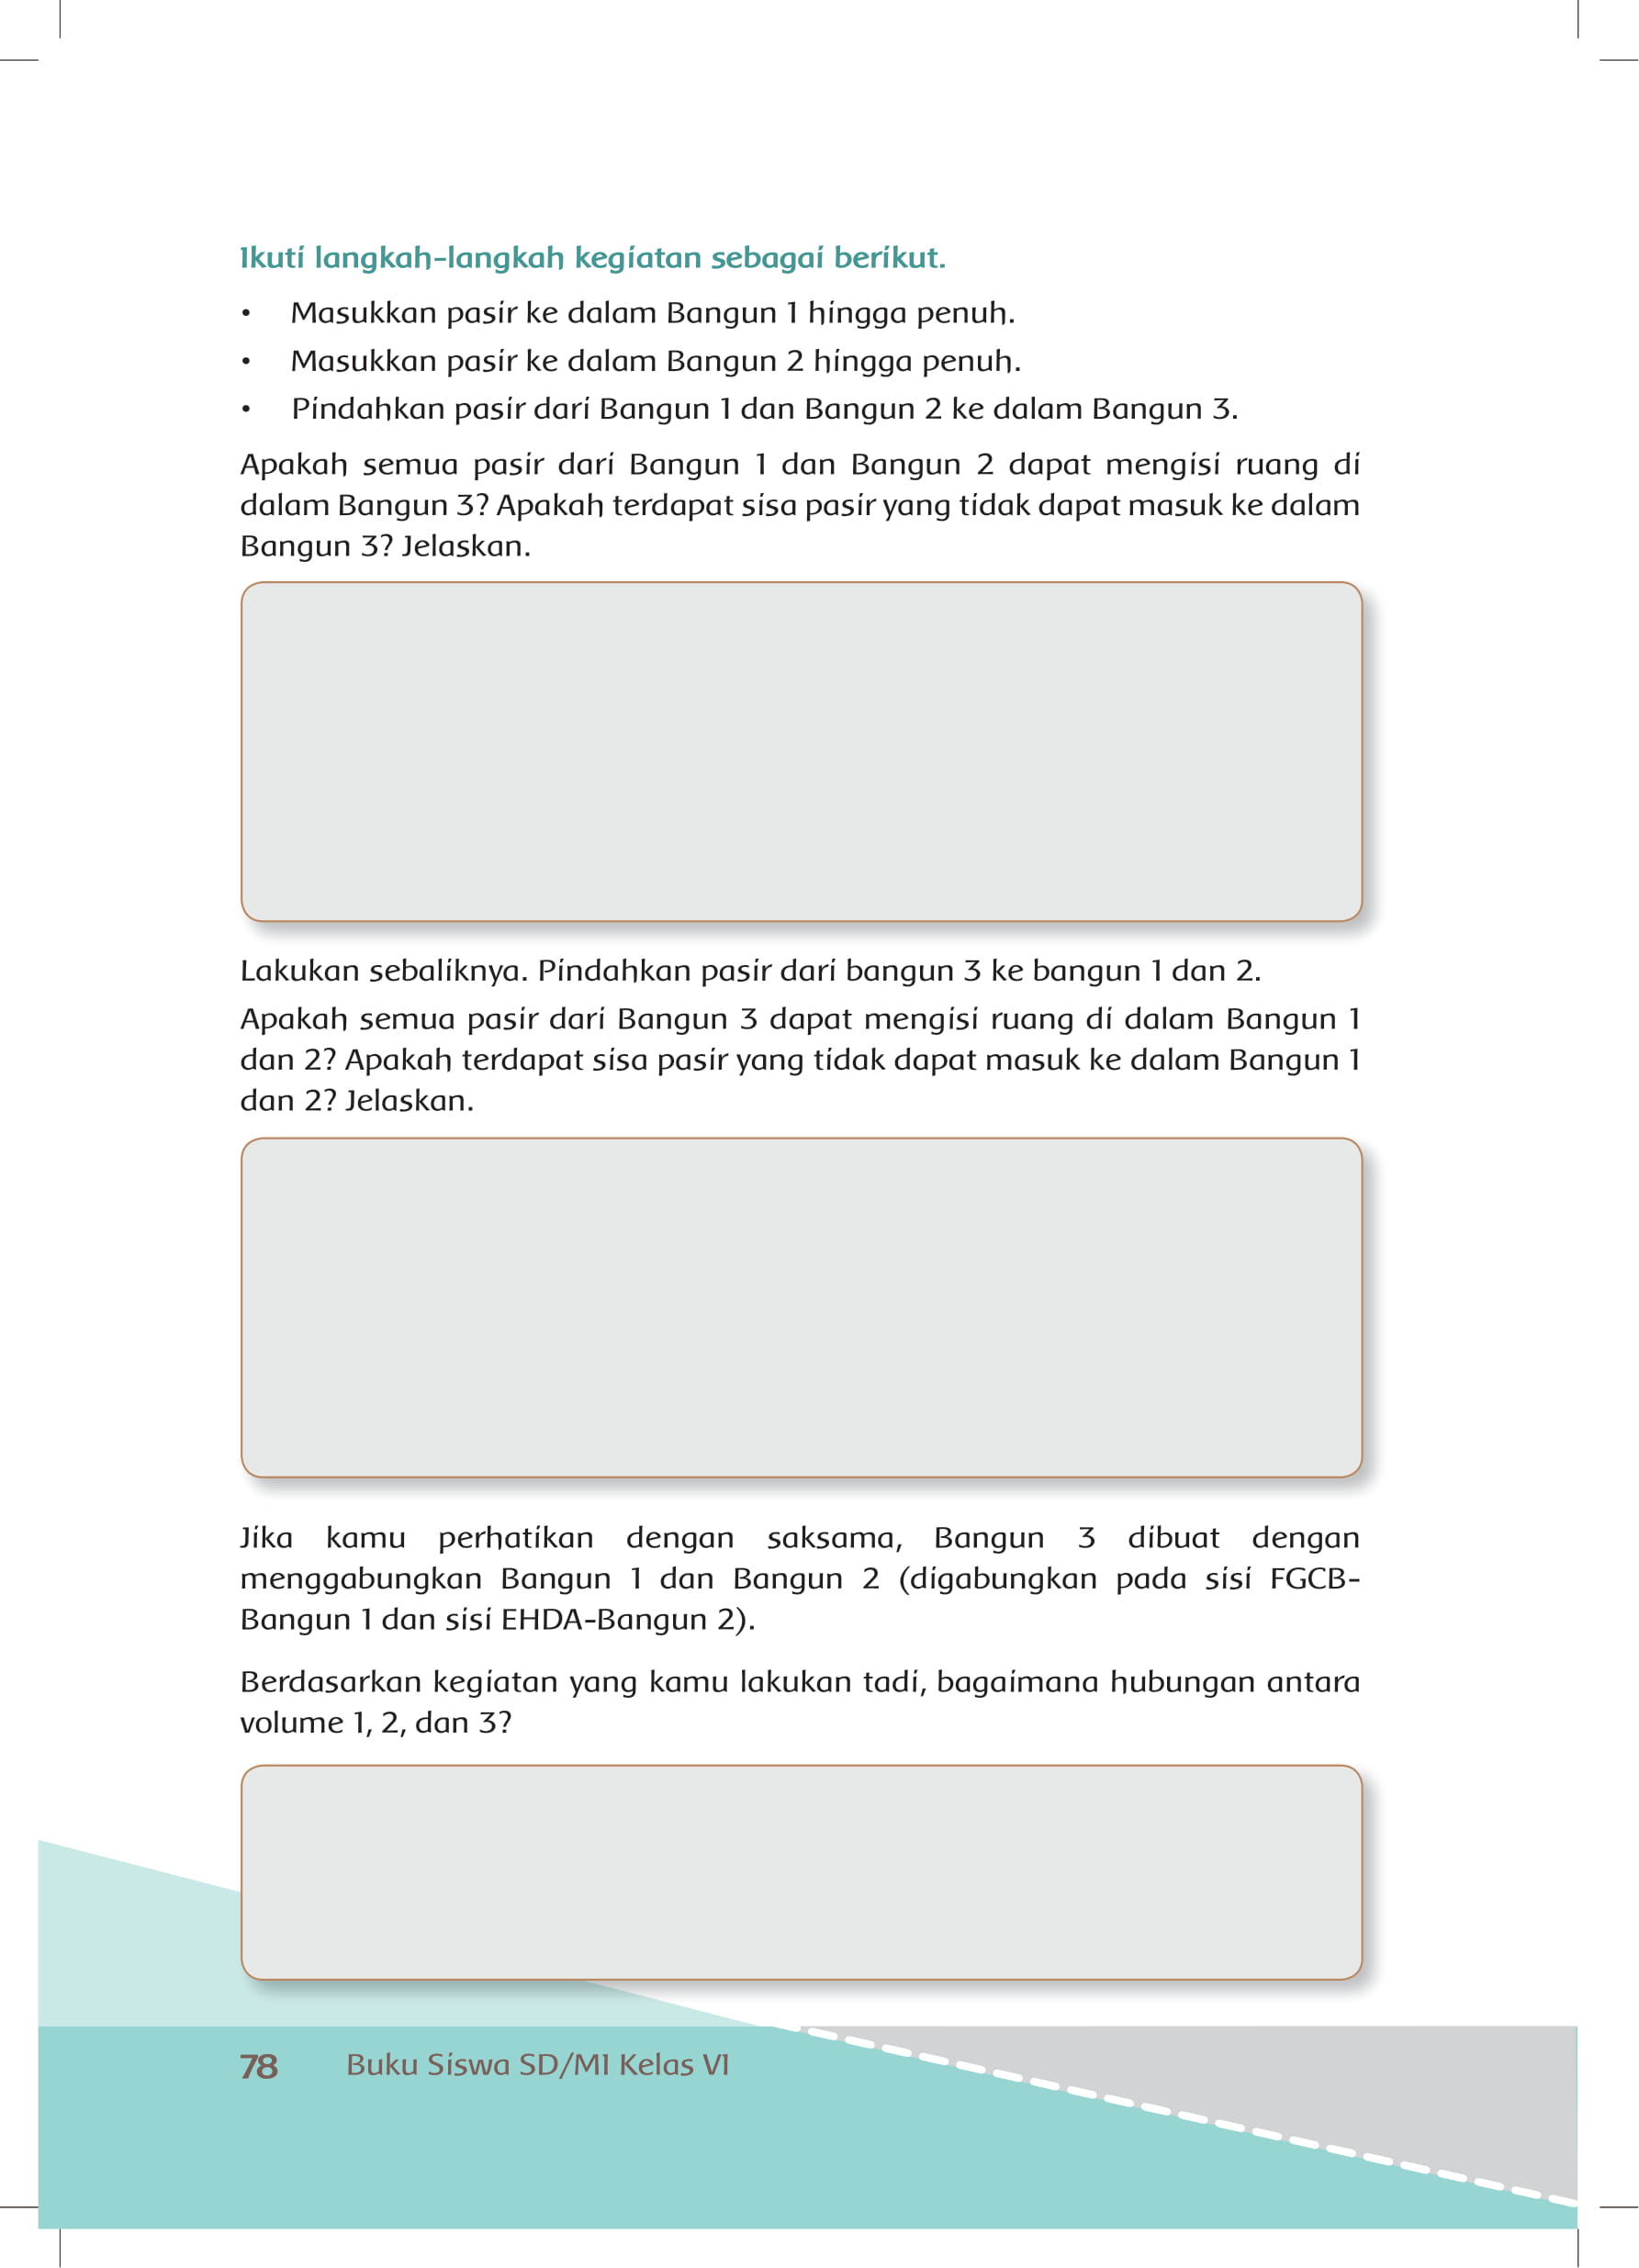 Ikuti langkah-langkah kegiatan sebagai berikut.
• Masukkan pasir ke dalam Bangun 1 hingga penuh.
• Masukkan pasir ke dalam Bangun 2 hingga penuh.
• Pindahkan pasir dari Bangun 1 dan Bangun 2 ke dalam Bangun 3.
Apakah semua pasir dari Bangun 1 dan Bangun 2 dapat mengisi ruang di
dalam Bangun 3? Apakah terdapat sisa pasir yang tidak dapat masuk ke dalam
Bangun 3? Jelaskan.
Lakukan sebaliknya. Pindahkan pasir dari bangun 3 ke bangun 1 dan 2.
Apakah semua pasir dari Bangun 3 dapat mengisi ruang di dalam Bangun 1
dan 2? Apakah terdapat sisa pasir yang tidak dapat masuk ke dalam Bangun 1
dan 2? Jelaskan.
Jika kamu perhatikan dengan saksama, Bangun 3 dibuat dengan
menggabungkan Bangun 1 dan Bangun 2 (digabungkan pada sisi FGCB-
Bangun 1 dan sisi EHDA-Bangun 2).
Berdasarkan kegiatan yang kamu lakukan tadi, bagaimana hubungan antara
volume 1, 2, dan 3?
78 Buku Siswa SD/MI Kelas VI